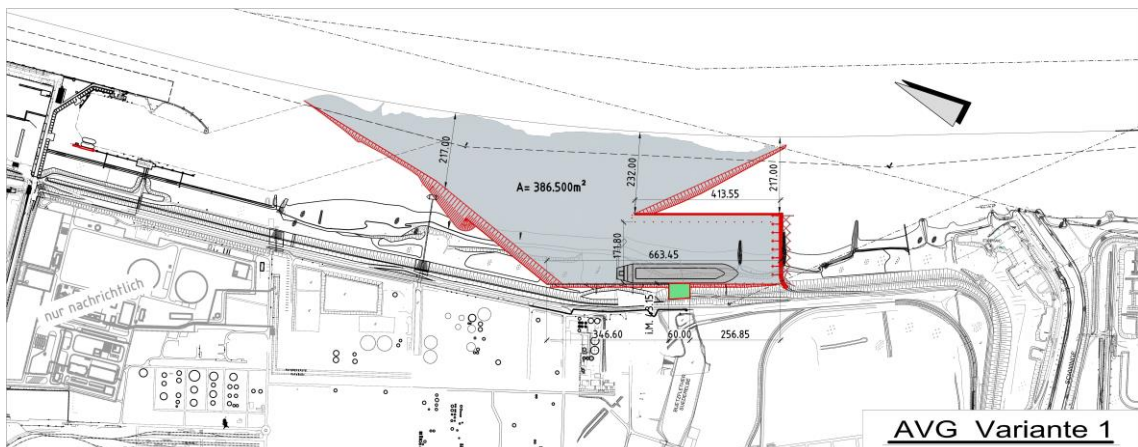 217.00
232.00
217.00
A= 386.500m²
413.55
171.80
663.45
nur nachrichtlich
i.M.
346.60
60.00
256.85
SCHWINGE
AVG Variante 1